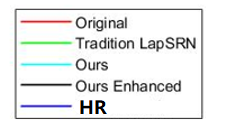 Original
Tradition LapSRN
Ours
Ours Enhanced
HR